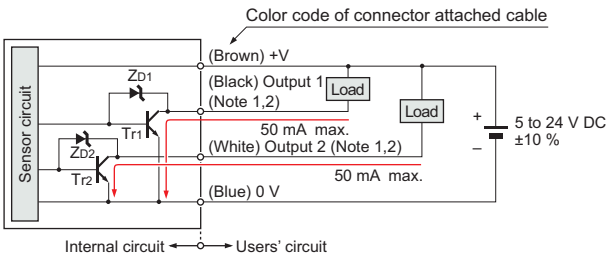 Color code of connector attached cable
(Brown) +V
ZD1
(Black) Output 1
(Note 1,2)
Load
Load
Sensor circuit
Tr1
50 mA max.
+
5 to 24 V DC
±10 %
–
ZD2
(White) Output 2 (Note 1,2)
Tr2
50 mA max.
(Blue) 0 V
Internal circuit
Users' circuit